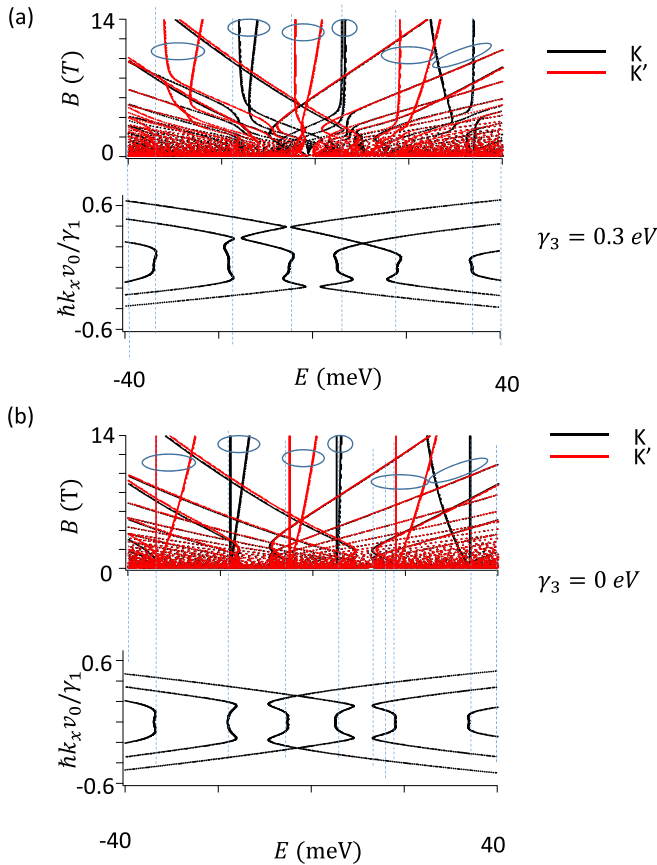 (a)
14
B (T)
0
K
K'
0.6
ℏk_x v_0/γ_1
-0.6
γ_3 = 0.3 eV
-40
E (meV)
40
(b)
14
B (T)
0
K
K'
γ_3 = 0 eV
0.6
ℏk_x v_0/γ_1
-0.6
-40
E (meV)
40